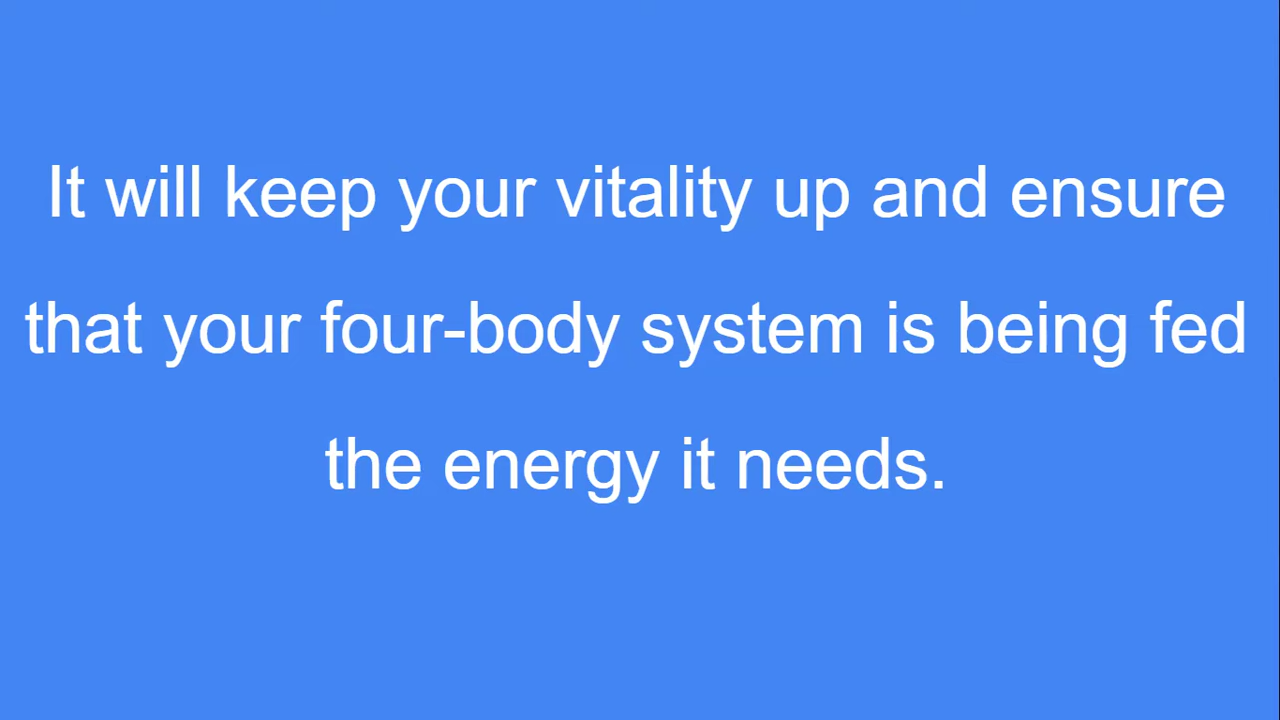 It will keep your vitality up and ensure
that your four-body system is being fed
the energy it needs.